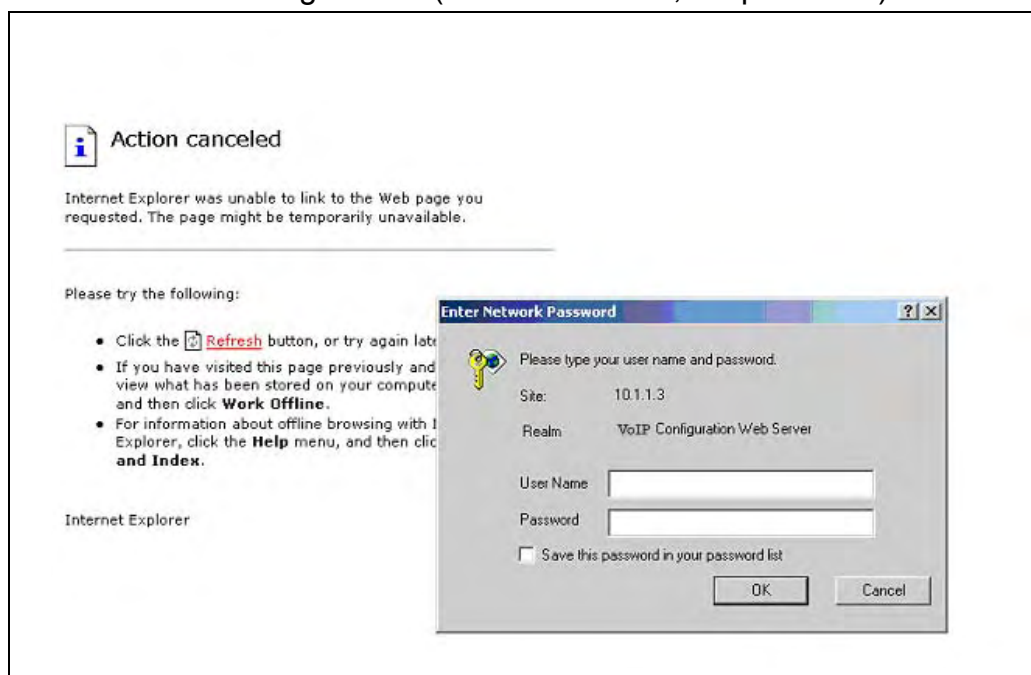 Action canceled
Internet Explorer was unable to link to the Web page you
requested. The page might be temporarily unavailable.
Please try the following:
Click the Refresh button, or try again late
If you have visited this page previously and
view what has been stored on your compute
and then click Work Offline.
For information about offline browsing with I
Explorer, click the Help menu, and then clic
and Index.
Internet Explorer
Enter Network Password
Please type your user name and password.
Site: 10.1.1.3
Realm VoIP Configuration Web Server
User Name
Password
Save this password in your password list
OK Cancel